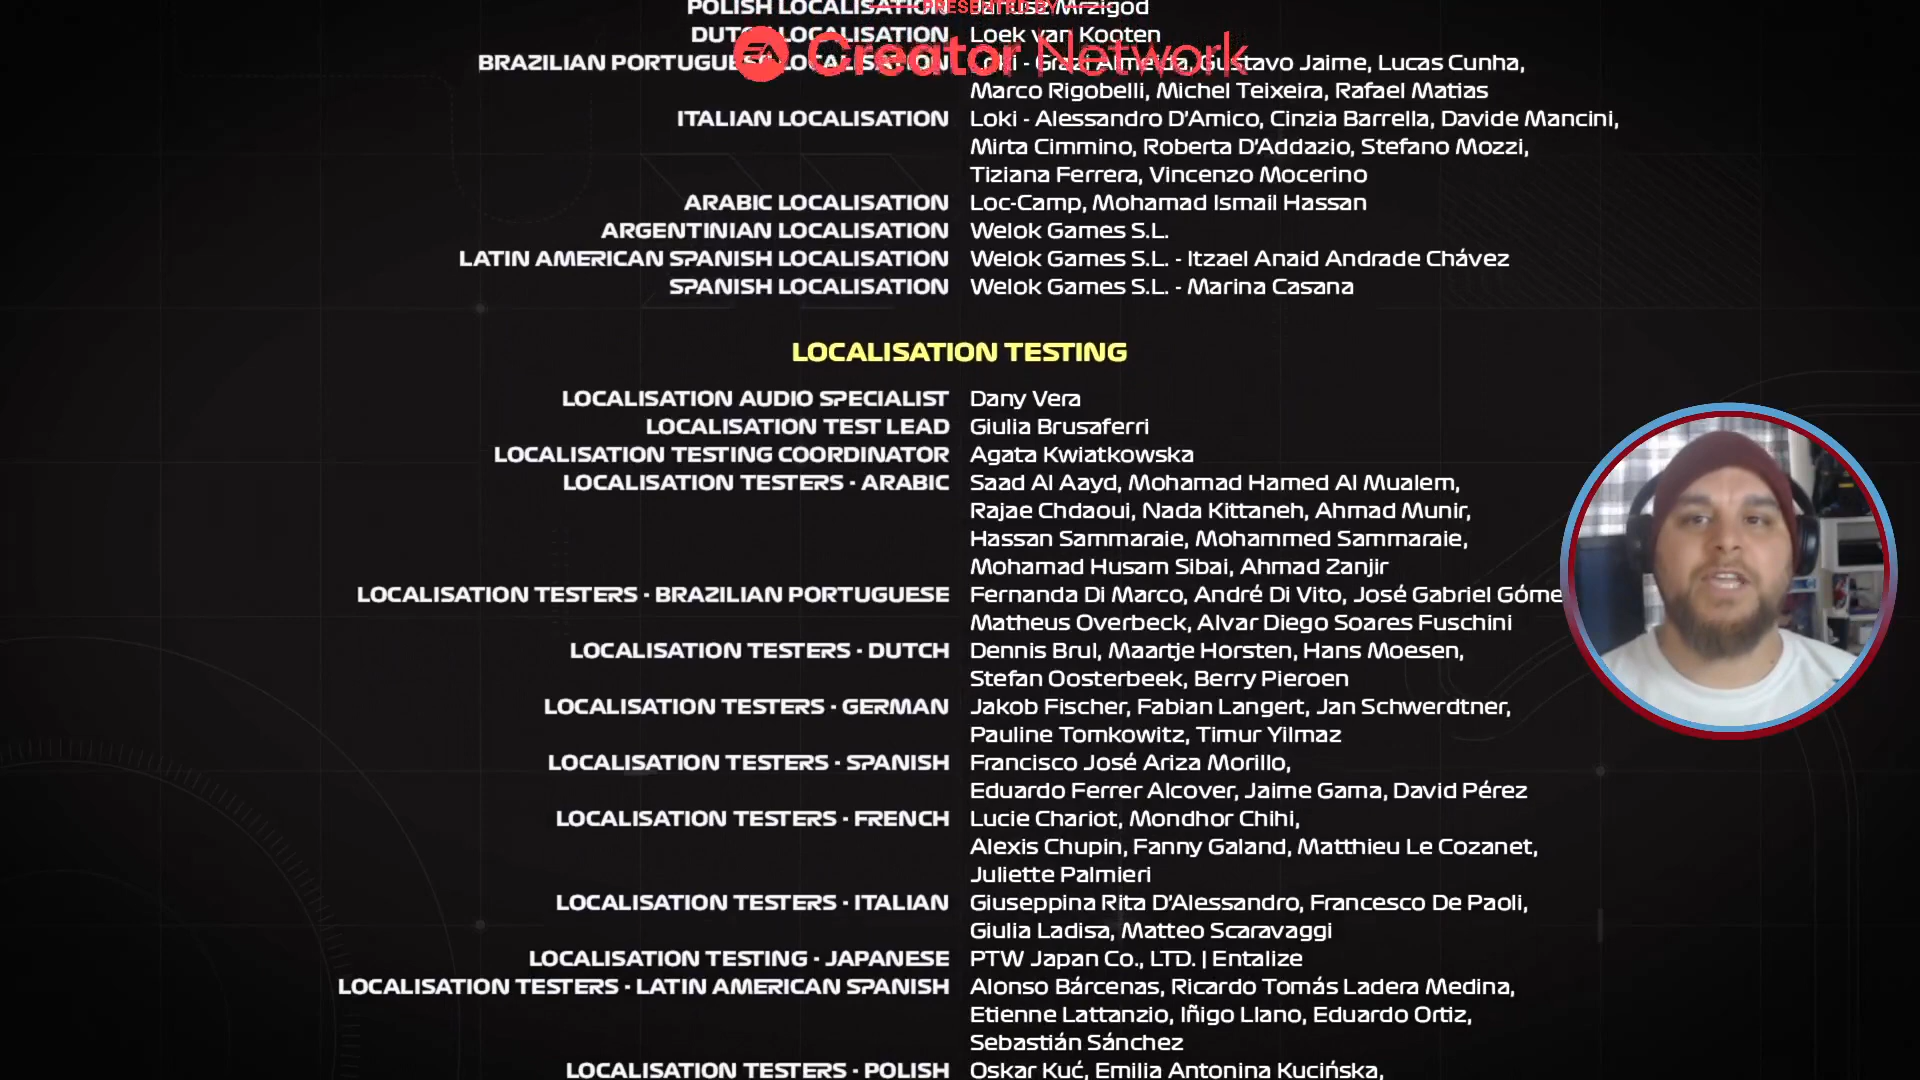 PRESENTED BY
Creator Network
POLISH LOCALISATION Janusz Mrzigod
DUTCH LOCALISATION Loek van Kooten
BRAZILIAN PORTUGUESE LOCALISATION Loki - Grazi Almeida, Gustavo Jaime, Lucas Cunha,
Marco Rigobelli, Michel Teixeira, Rafael Matias
ITALIAN LOCALISATION Loki - Alessandro D'Amico, Cinzia Barrella, Davide Mancini,
Mirta Cimmino, Roberta D'Addazio, Stefano Mozzi,
Tiziana Ferrera, Vincenzo Mocerino
ARABIC LOCALISATION Loc-Camp, Mohamad Ismail Hassan
ARGENTINIAN LOCALISATION Welok Games S.L.
LATIN AMERICAN SPANISH LOCALISATION Welok Games S.L. - Itzael Anaid Andrade Chávez
SPANISH LOCALISATION Welok Games S.L. - Marina Casana
LOCALISATION TESTING
LOCALISATION AUDIO SPECIALIST Dany Vera
LOCALISATION TEST LEAD Giulia Brusaferri
LOCALISATION TESTING COORDINATOR Agata Kwiatkowska
LOCALISATION TESTERS - ARABIC Saad Al Aayd, Mohamad Hamed Al Mualem,
Rajae Chdaoui, Nada Kittaneh, Ahmad Munir,
Hassan Sammaraie, Mohammed Sammaraie,
Mohamad Husam Sibai, Ahmad Zanjir
LOCALISATION TESTERS - BRAZILIAN PORTUGUESE Fernanda Di Marco, André Di Vito, José Gabriel Góme
Matheus Overbeck, Alvar Diego Soares Fuschini
LOCALISATION TESTERS - DUTCH Dennis Brul, Maartje Horsten, Hans Moesen,
Stefan Oosterbeek, Berry Pieroen
LOCALISATION TESTERS - GERMAN Jakob Fischer, Fabian Langert, Jan Schwerdtner,
Pauline Tomkowitz, Timur Yilmaz
LOCALISATION TESTERS - SPANISH Francisco José Ariza Morillo,
Eduardo Ferrer Alcover, Jaime Gama, David Pérez
LOCALISATION TESTERS - FRENCH Lucie Chariot, Mondhor Chihi,
Alexis Chupin, Fanny Galand, Matthieu Le Cozanet,
Juliette Palmieri
LOCALISATION TESTERS - ITALIAN Giuseppina Rita D'Alessandro, Francesco De Paoli,
Giulia Ladisa, Matteo Scaravaggi
LOCALISATION TESTING - JAPANESE PTW Japan Co., LTD. | Entalize
LOCALISATION TESTERS - LATIN AMERICAN SPANISH Alonso Bárcenas, Ricardo Tomás Ladera Medina,
Etienne Lattanzio, Iñigo Llano, Eduardo Ortiz,
Sebastián Sánchez
LOCALISATION TESTERS - POLISH Oskar Kuć, Emilia Antonina Kucińska,